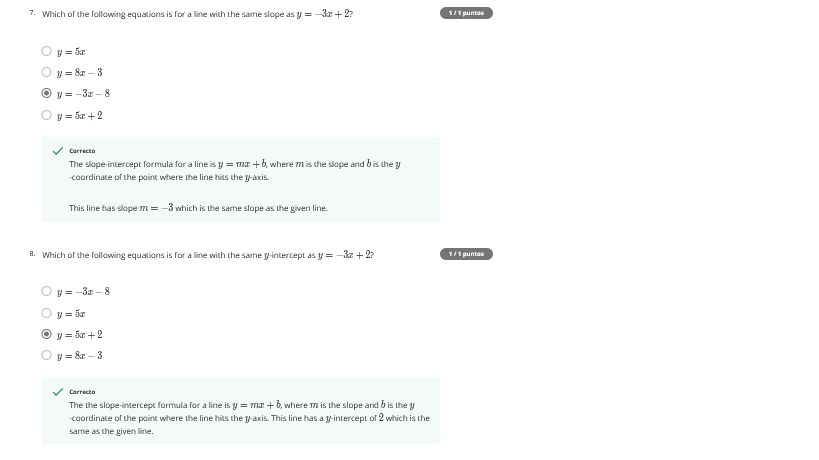 7. Which of the following equations is for a line with the same slope as y = −3x + 2?
1 / 1 puntos
y = 5x
y = 8x − 3
y = −3x − 8
y = 5x + 2
Correcto
The slope-intercept formula for a line is y = mx + b, where m is the slope and b is the y
-coordinate of the point where the line hits the y-axis.
This line has slope m = −3 which is the same slope as the given line.
8. Which of the following equations is for a line with the same y-intercept as y = −3x + 2?
1 / 1 puntos
y = −3x − 8
y = 5x
y = 5x + 2
y = 8x − 3
Correcto
The the slope-intercept formula for a line is y = mx + b, where m is the slope and b is the y
-coordinate of the point where the line hits the y-axis. This line has a y-intercept of 2 which is the
same as the given line.